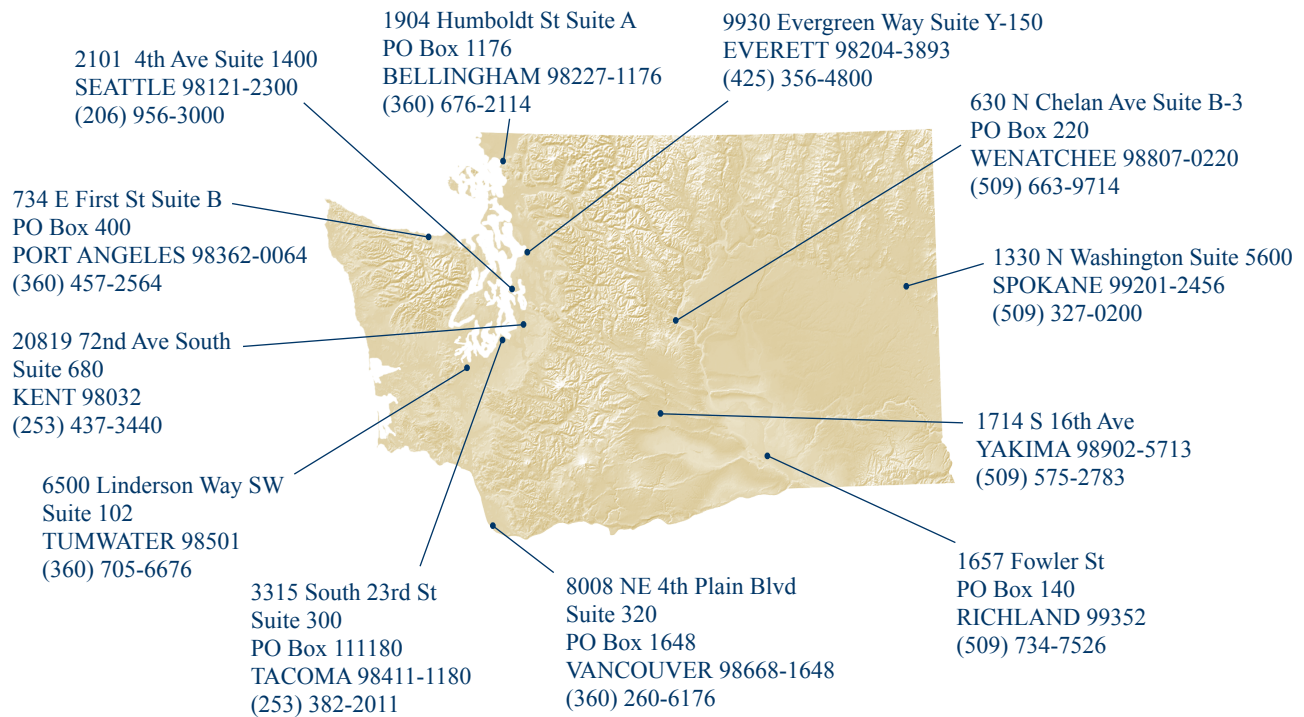 1904 Humboldt St Suite A
PO Box 1176
BELLINGHAM 98227-1176
(360) 676-2114
9930 Evergreen Way Suite Y-150
EVERETT 98204-3893
(425) 356-4800
2101 4th Ave Suite 1400
SEATTLE 98121-2300
(206) 956-3000
630 N Chelan Ave Suite B-3
PO Box 220
WENATCHEE 98807-0220
(509) 663-9714
734 E First St Suite B
PO Box 400
PORT ANGELES 98362-0064
(360) 457-2564
1330 N Washington Suite 5600
SPOKANE 99201-2456
(509) 327-0200
20819 72nd Ave South
Suite 680
KENT 98032
(253) 437-3440
1714 S 16th Ave
YAKIMA 98902-5713
(509) 575-2783
6500 Linderson Way SW
Suite 102
TUMWATER 98501
(360) 705-6676
3315 South 23rd St
Suite 300
PO Box 111180
TACOMA 98411-1180
(253) 382-2011
8008 NE 4th Plain Blvd
Suite 320
PO Box 1648
VANCOUVER 98668-1648
(360) 260-6176
1657 Fowler St
PO Box 140
RICHLAND 99352
(509) 734-7526